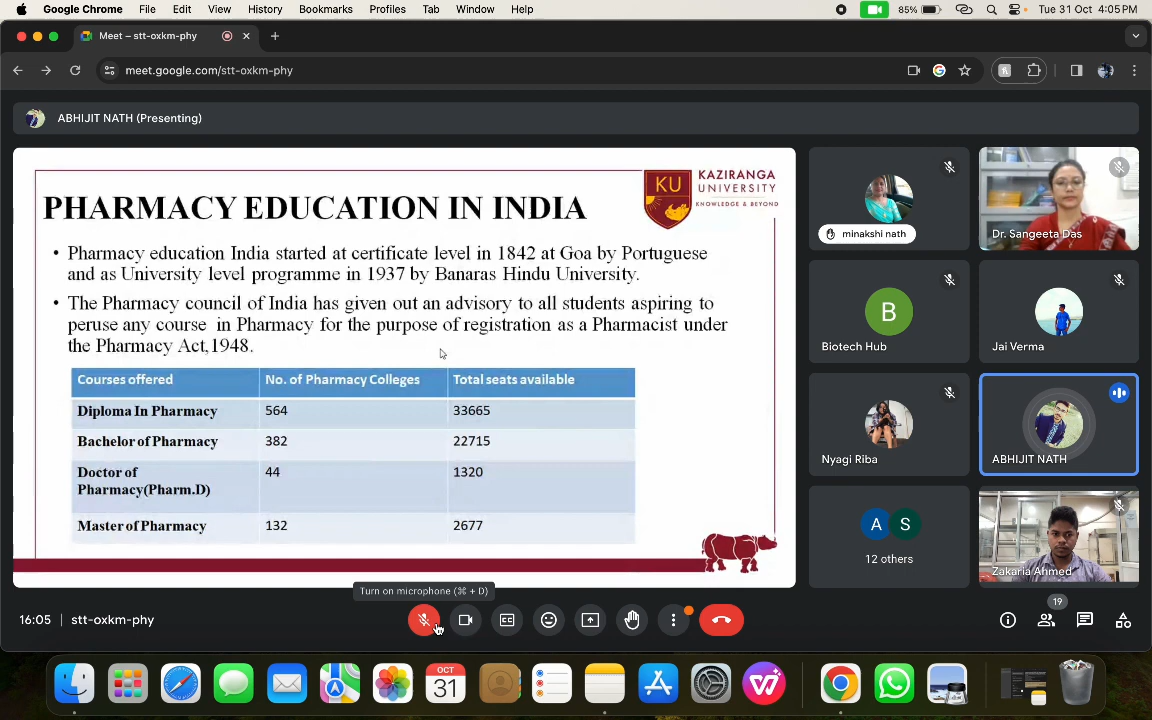 Google Chrome File Edit View History Bookmarks Profiles Tab Window Help 85% Tue 31 Oct 4:05 PM
Meet – stt-oxkm-phy
meet.google.com/stt-oxkm-phy
ABHIJIT NATH (Presenting)
KU KAZIRANGA
UNIVERSITY
KNOWLEDGE & BEYOND
PHARMACY EDUCATION IN INDIA
• Pharmacy education India started at certificate level in 1842 at Goa by Portuguese
and as University level programme in 1937 by Banaras Hindu University.
• The Pharmacy council of India has given out an advisory to all students aspiring to
peruse any course in Pharmacy for the purpose of registration as a Pharmacist under
the Pharmacy Act,1948.
Courses offered No. of Pharmacy Colleges Total seats available
Diploma In Pharmacy 564 33665
Bachelor of Pharmacy 382 22715
Doctor of
Pharmacy(Pharm.D) 44 1320
Master of Pharmacy 132 2677
minakshi nath
Dr. Sangeeta Das
B
Biotech Hub
Jai Verma
Nyagi Riba
ABHIJIT NATH
A S
12 others
Zakaria Ahmed
Turn on microphone (⌘ + D)
16:05 | stt-oxkm-phy
CC
19
OCT
31